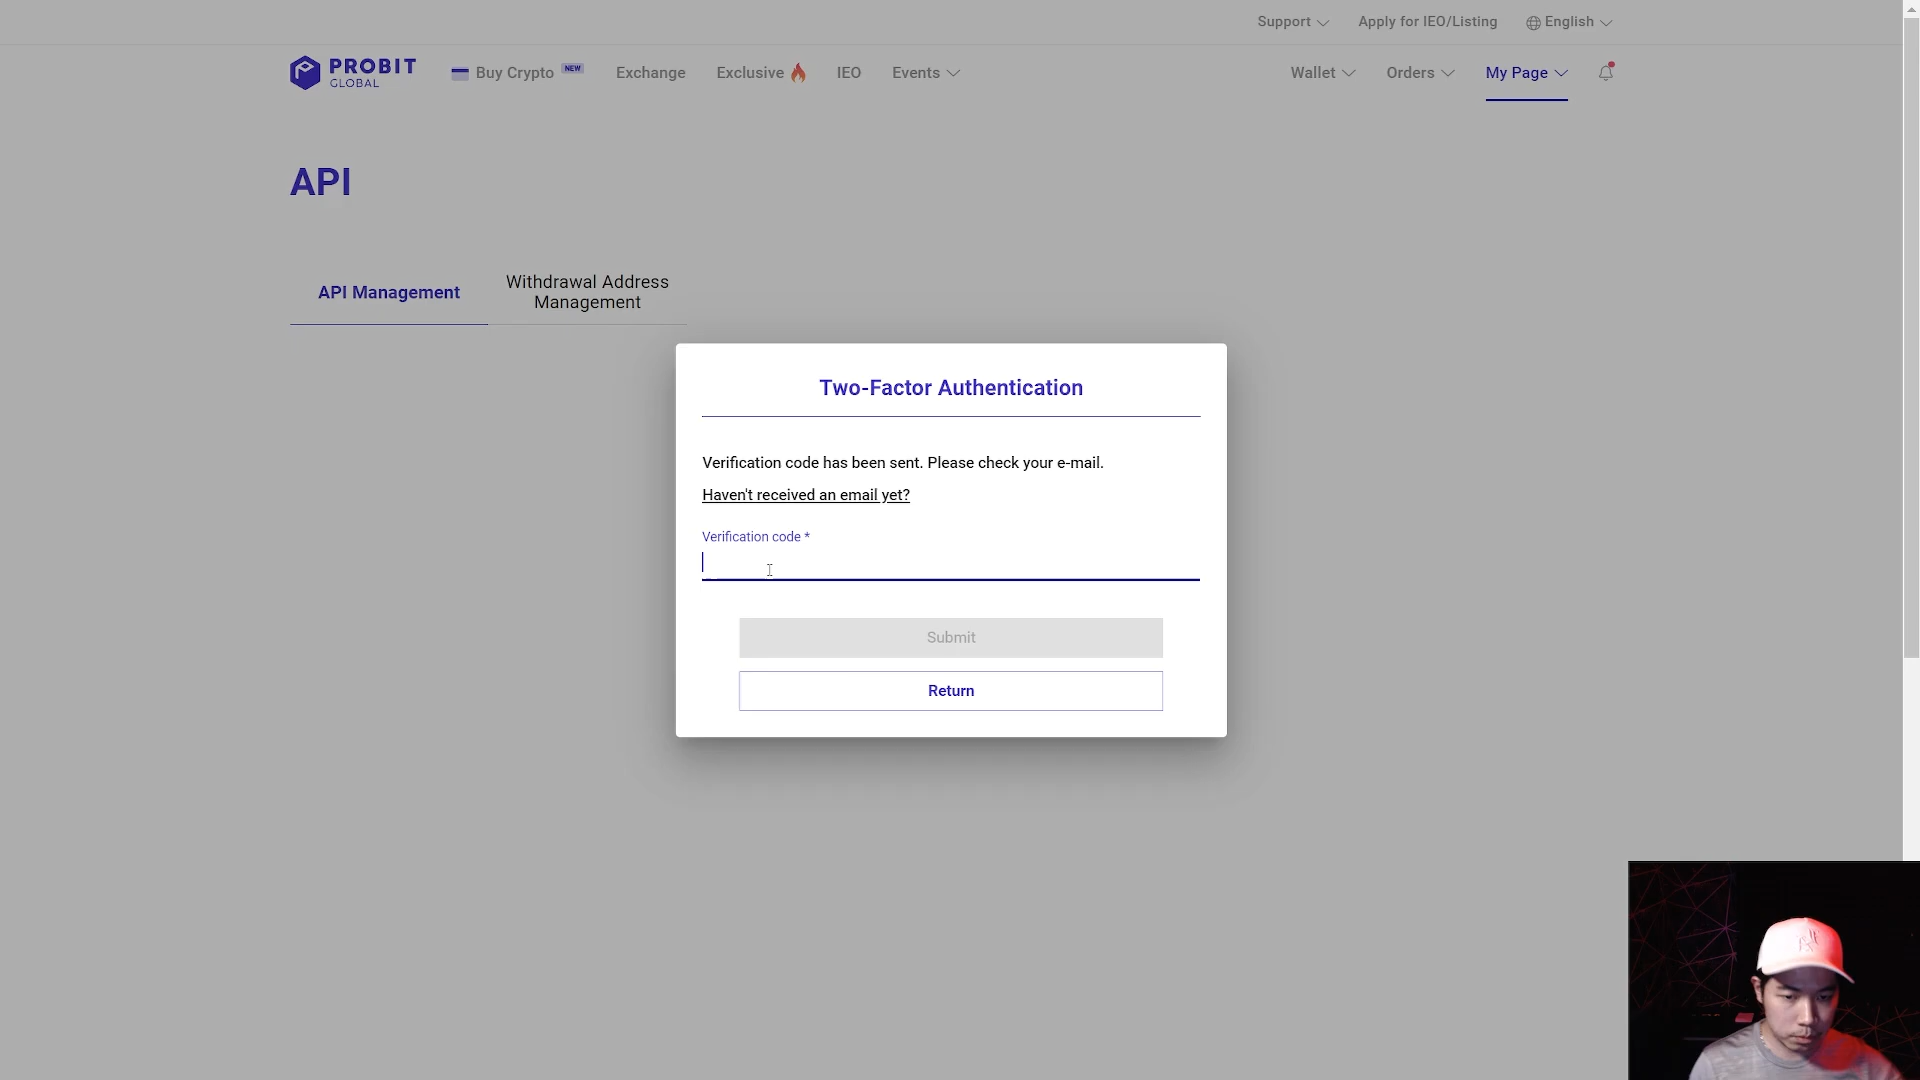 Support
Apply for IEO/Listing
English
PROBIT
GLOBAL
Buy Crypto NEW
Exchange
Exclusive
IEO
Events
Wallet
Orders
My Page
API
API Management
Withdrawal Address
Management
Two-Factor Authentication
Verification code has been sent. Please check your e-mail.
Haven't received an email yet?
Verification code *
Submit
Return